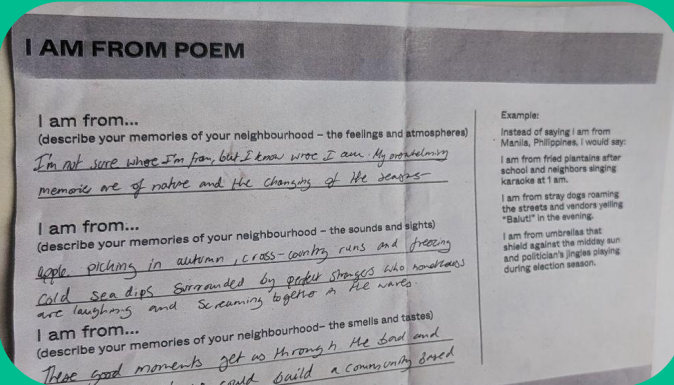 I AM FROM POEM
I am from...
(describe your memories of your neighbourhood – the feelings and atmospheres)
I'm not sure where I'm from, but I know wroe I am. My overwhelming
memories are of nature and the changing of the seasons
I am from...
(describe your memories of your neighbourhood – the sounds and sights)
apple picking in autumn, cross-country runs and freezing
cold sea dips surrounded by perfect strangers who nonetheless
are laughing and screaming together in the waves.
I am from...
(describe your memories of your neighbourhood– the smells and tastes)
These good moments get us through the bad and
could build a community based
Example:
Instead of saying I am from
Manila, Philippines, I would say:
I am from fried plantains after
school and neighbors singing
karaoke at 1 am.
I am from stray dogs roaming
the streets and vendors yelling
"Balut!" in the evening.
I am from umbrellas that
shield against the midday sun
and politician's jingles playing
during election season.